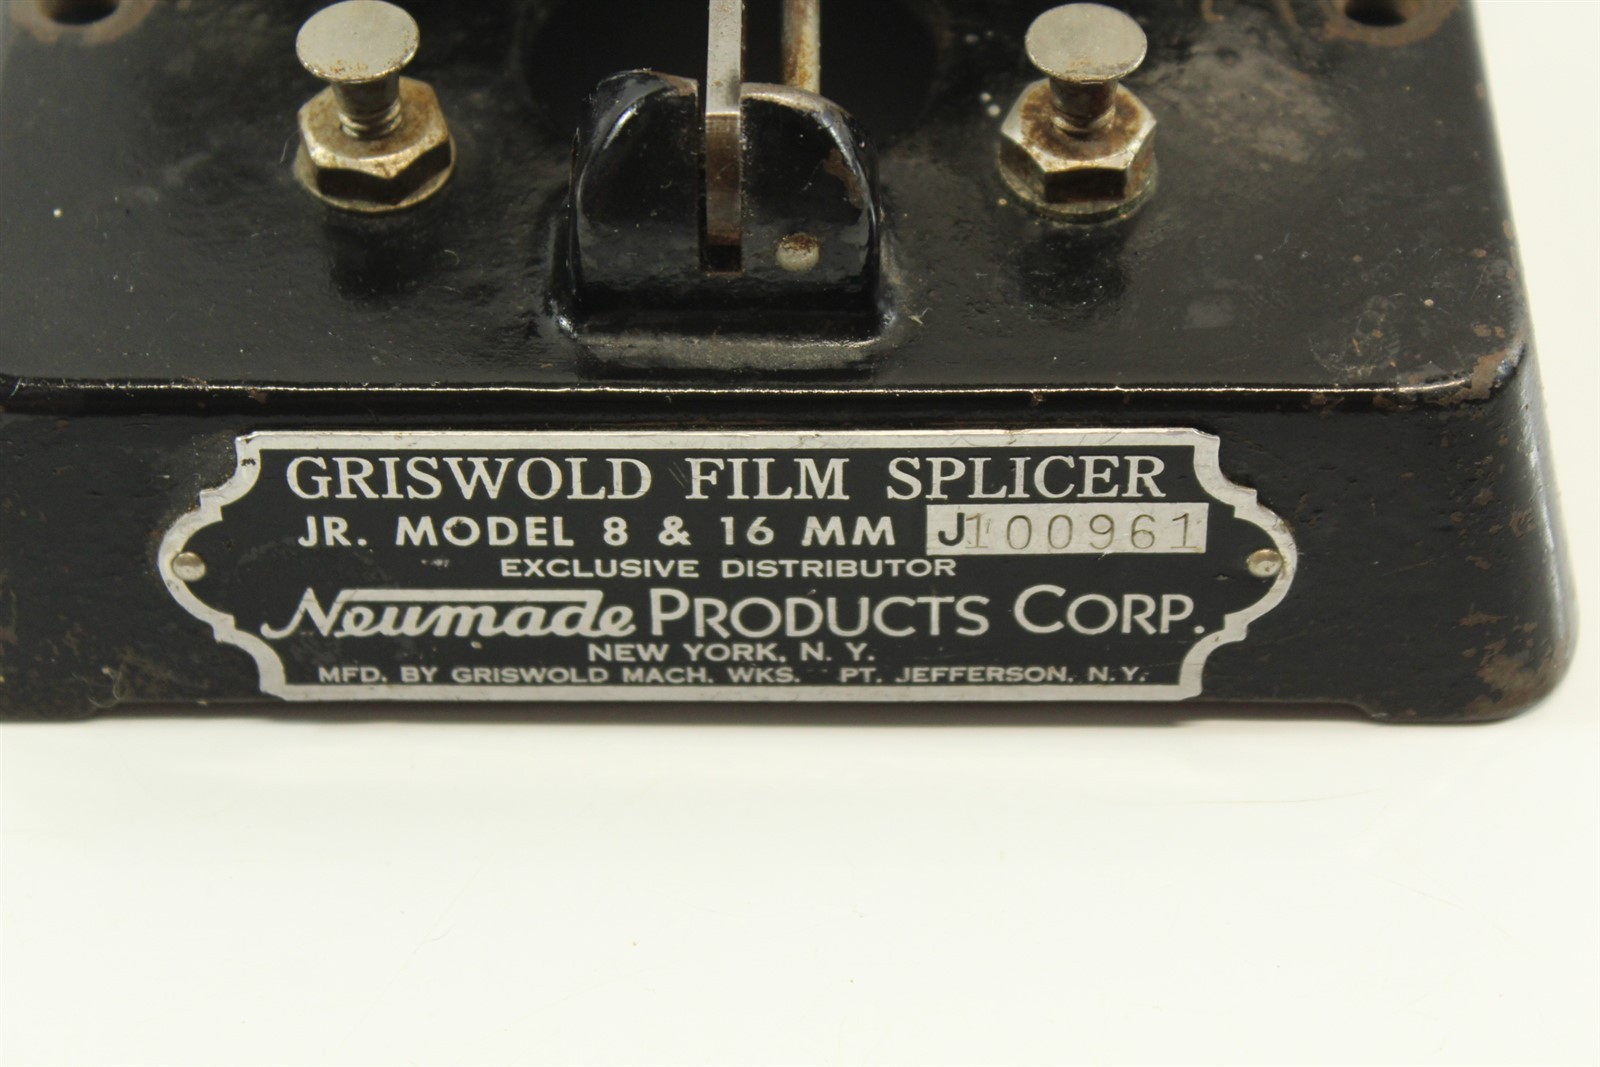 GRISWOLD FILM SPLICER
JR. MODEL 8 & 16 MM J100961
EXCLUSIVE DISTRIBUTOR
Neumade PRODUCTS CORP.
NEW YORK, N. Y.
MFD. BY GRISWOLD MACH. WKS. PT. JEFFERSON, N. Y.